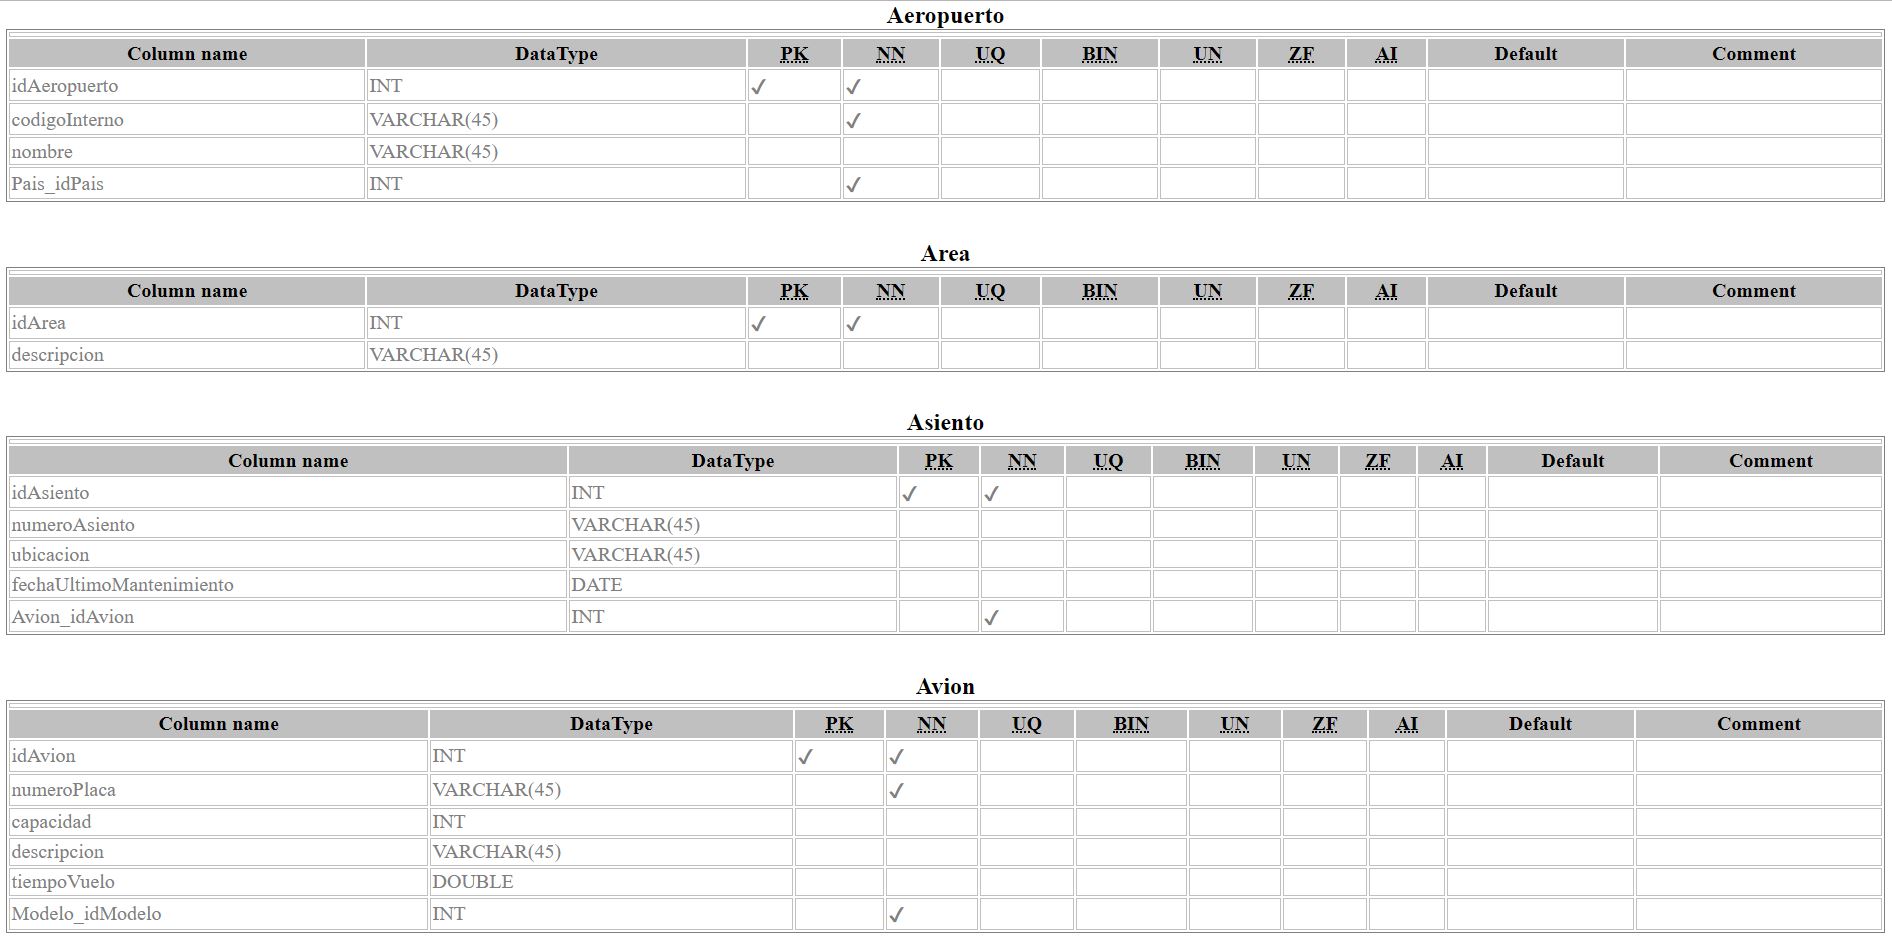 Aeropuerto
Column name DataType PK NN UQ BIN UN ZF AI Default Comment
idAeropuerto INT ✓ ✓
codigoInterno VARCHAR(45) ✓
nombre VARCHAR(45)
Pais_idPais INT ✓
Area
Column name DataType PK NN UQ BIN UN ZF AI Default Comment
idArea INT ✓ ✓
descripcion VARCHAR(45)
Asiento
Column name DataType PK NN UQ BIN UN ZF AI Default Comment
idAsiento INT ✓ ✓
numeroAsiento VARCHAR(45)
ubicacion VARCHAR(45)
fechaUltimoMantenimiento DATE
Avion_idAvion INT ✓
Avion
Column name DataType PK NN UQ BIN UN ZF AI Default Comment
idAvion INT ✓ ✓
numeroPlaca VARCHAR(45) ✓
capacidad INT
descripcion VARCHAR(45)
tiempoVuelo DOUBLE
Modelo_idModelo INT ✓